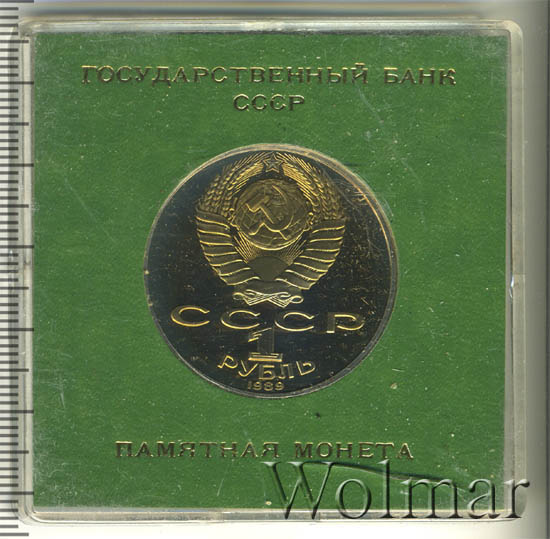 ГОСУДАРСТВЕННЫЙ БАНК
СССР
СССР
1
РУБЛЬ
1989
ПАМЯТНАЯ МОНЕТА
Wolmar